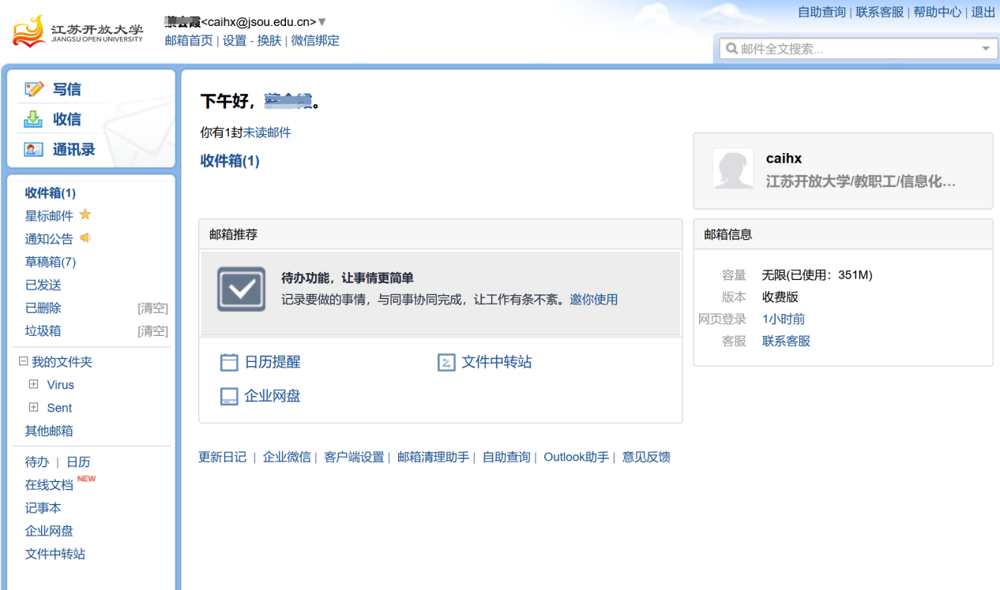 江苏开放大学
JIANGSU OPEN UNIVERSITY
<caihx@jsou.edu.cn>
邮箱首页 | 设置 - 换肤 | 微信绑定
自助查询 | 联系客服 | 帮助中心 | 退出
邮件全文搜索...
写信
收信
通讯录
收件箱(1)
星标邮件
通知公告
草稿箱(7)
已发送
已删除 [清空]
垃圾箱 [清空]
我的文件夹
Virus
Sent
其他邮箱
待办 | 日历
在线文档 NEW
记事本
企业网盘
文件中转站
下午好，。
你有1封未读邮件
收件箱(1)
邮箱推荐
待办功能，让事情更简单
记录要做的事情，与同事协同完成，让工作有条不紊。邀你使用
日历提醒
文件中转站
企业网盘
更新日记 | 企业微信 | 客户端设置 | 邮箱清理助手 | 自助查询 | Outlook助手 | 意见反馈
caihx
江苏开放大学/教职工/信息化...
邮箱信息
容量 无限(已使用：351M)
版本 收费版
网页登录 1小时前
客服 联系客服